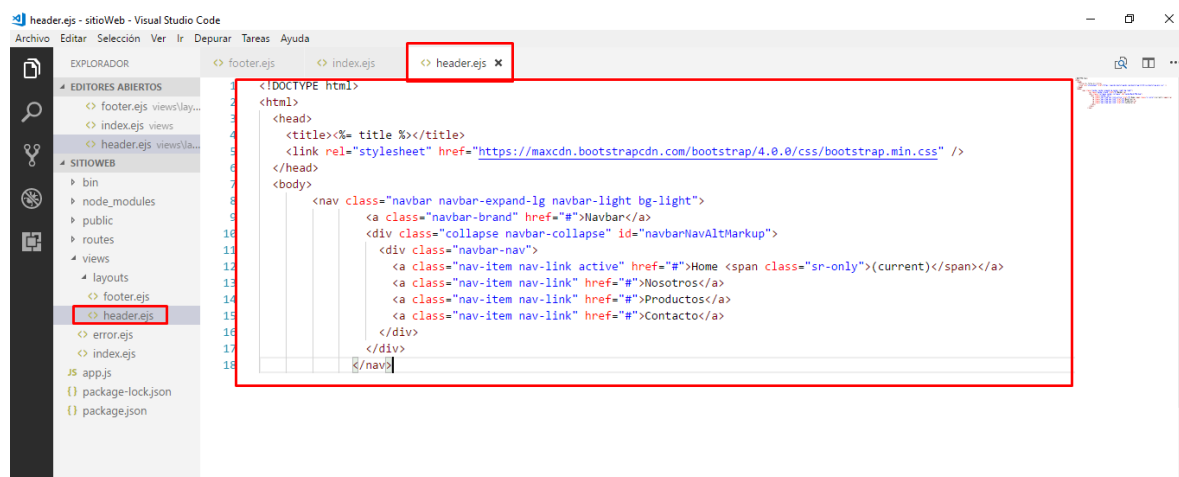 header.ejs - sitioWeb - Visual Studio Code
Archivo Editar Selección Ver Ir Depurar Tareas Ayuda
EXPLORADOR
EDITORES ABIERTOS
footer.ejs views\lay...
index.ejs views
header.ejs views\la...
SITIOWEB
bin
node_modules
public
routes
views
layouts
footer.ejs
header.ejs
error.ejs
index.ejs
JS app.js
{} package-lock.json
{} package.json
footer.ejs index.ejs header.ejs
1 <!DOCTYPE html>
2 <html>
3 <head>
4 <title><%= title %></title>
5 <link rel="stylesheet" href="https://maxcdn.bootstrapcdn.com/bootstrap/4.0.0/css/bootstrap.min.css" />
6 </head>
7 <body>
8 <nav class="navbar navbar-expand-lg navbar-light bg-light">
9 <a class="navbar-brand" href="#">Navbar</a>
10 <div class="collapse navbar-collapse" id="navbarNavAltMarkup">
11 <div class="navbar-nav">
12 <a class="nav-item nav-link active" href="#">Home <span class="sr-only">(current)</span></a>
13 <a class="nav-item nav-link" href="#">Nosotros</a>
14 <a class="nav-item nav-link" href="#">Productos</a>
15 <a class="nav-item nav-link" href="#">Contacto</a>
16 </div>
17 </div>
18 </nav>